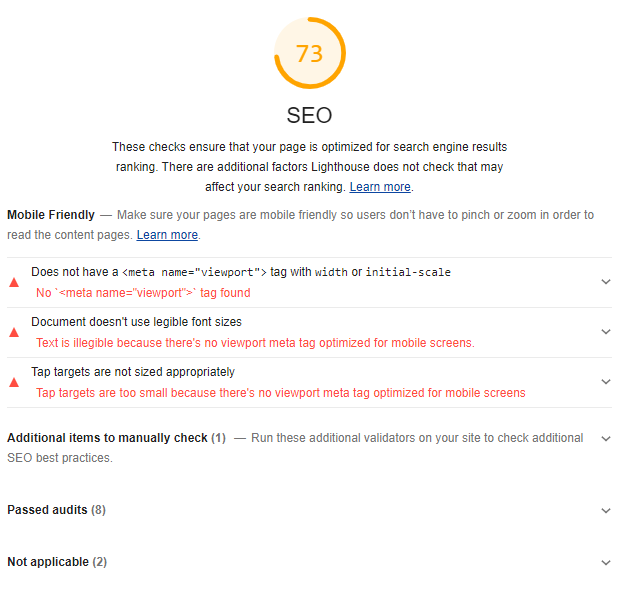 73
SEO
These checks ensure that your page is optimized for search engine results
ranking. There are additional factors Lighthouse does not check that may
affect your search ranking. Learn more.
Mobile Friendly — Make sure your pages are mobile friendly so users don’t have to pinch or zoom in order to
read the content pages. Learn more.
Does not have a <meta name="viewport"> tag with width or initial-scale
No `<meta name="viewport">` tag found
Document doesn't use legible font sizes
Text is illegible because there's no viewport meta tag optimized for mobile screens.
Tap targets are not sized appropriately
Tap targets are too small because there's no viewport meta tag optimized for mobile screens
Additional items to manually check (1) — Run these additional validators on your site to check additional
SEO best practices.
Passed audits (8)
Not applicable (2)